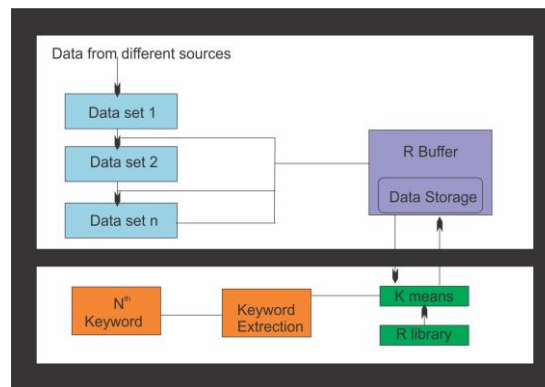 Data from different sources
Data set 1
Data set 2
Data set n
R Buffer
Data Storage
Nth
Keyword
Keyword
Extrection
K means
R library